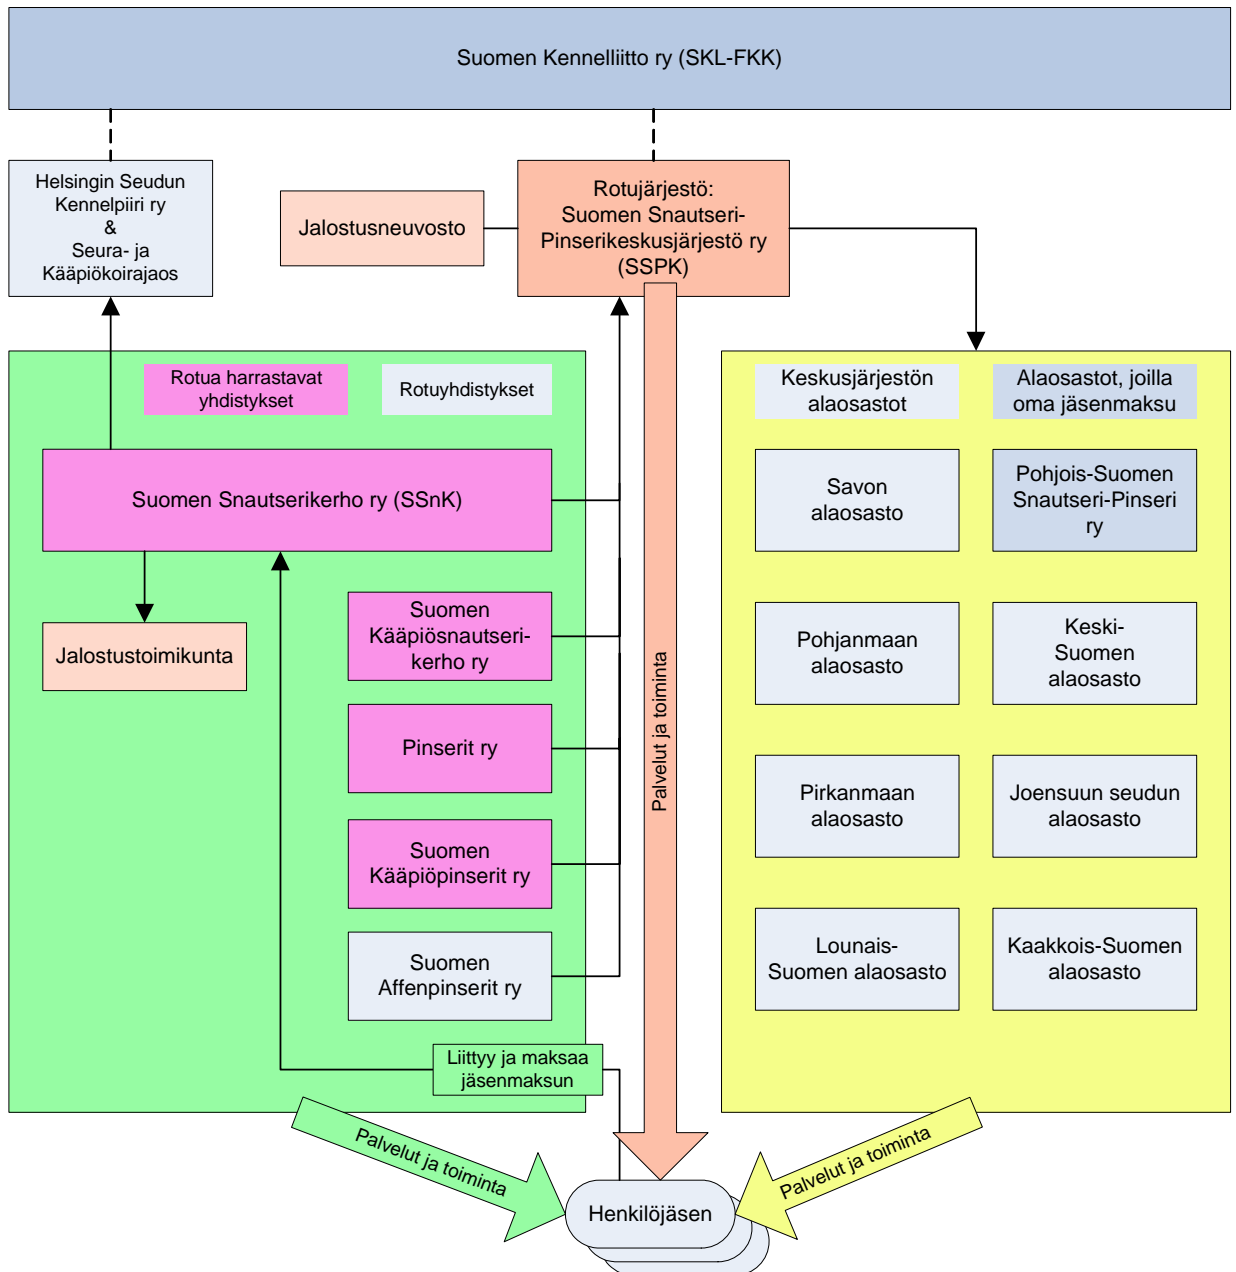 Suomen Kennelliitto ry (SKL-FKK)
Helsingin Seudun
Kennelpiiri ry
&
Seura- ja
Kääpiökoirajaos
Jalostusneuvosto
Rotujärjestö:
Suomen Snautseri-
Pinserikeskusjärjestö ry
(SSPK)
Rotua harrastavat
yhdistykset
Rotuyhdistykset
Suomen Snautserikerho ry (SSnK)
Jalostustoimikunta
Suomen
Kääpiösnautseri-
kerho ry
Pinserit ry
Suomen
Kääpiöpinserit ry
Suomen
Affenpinserit ry
Liittyy ja maksaa
jäsenmaksun
Palvelut ja toiminta
Keskusjärjestön
alaosastot
Alaosastot, joilla
oma jäsenmaksu
Savon
alaosasto
Pohjois-Suomen
Snautseri-Pinseri
ry
Pohjanmaan
alaosasto
Keski-
Suomen
alaosasto
Pirkanmaan
alaosasto
Joensuun seudun
alaosasto
Lounais-
Suomen alaosasto
Kaakkois-Suomen
alaosasto
Palvelut ja toiminta
Palvelut ja toiminta
Henkilöjäsen